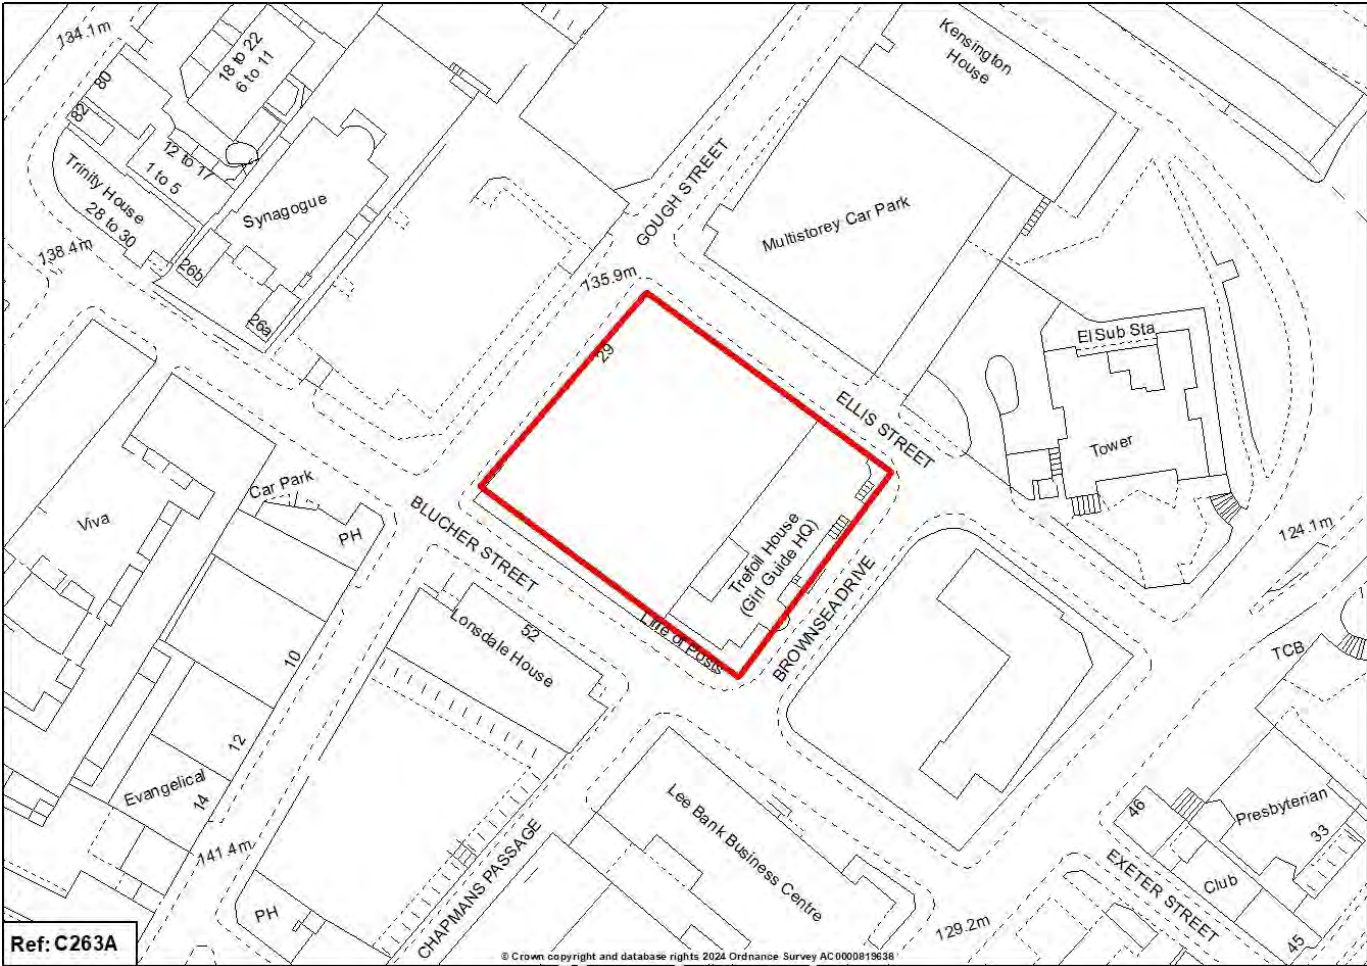 134.1m
18 to 22
6 to 11
80
82
12 to 17
1 to 5
Trinity House
28 to 30
Synagogue
138.4m
26b
26a
Kensington
House
GOUGH STREET
Multistorey Car Park
135.9m
29
El Sub Sta
ELLIS STREET
Tower
Car Park
Viva
PH
BLUCHER STREET
Trefoil House
(Girl Guide HQ)
124.1m
Lonsdale House
52
Line of Posts
BROWNSEA DRIVE
TCB
10
12
Evangelical
14
141.4m
Lee Bank Business Centre
46
Presbyterian
33
EXETER STREET
Club
CHAPMANS PASSAGE
PH
129.2m
45
Ref: C263A
© Crown copyright and database rights 2024 Ordnance Survey AC0000819636